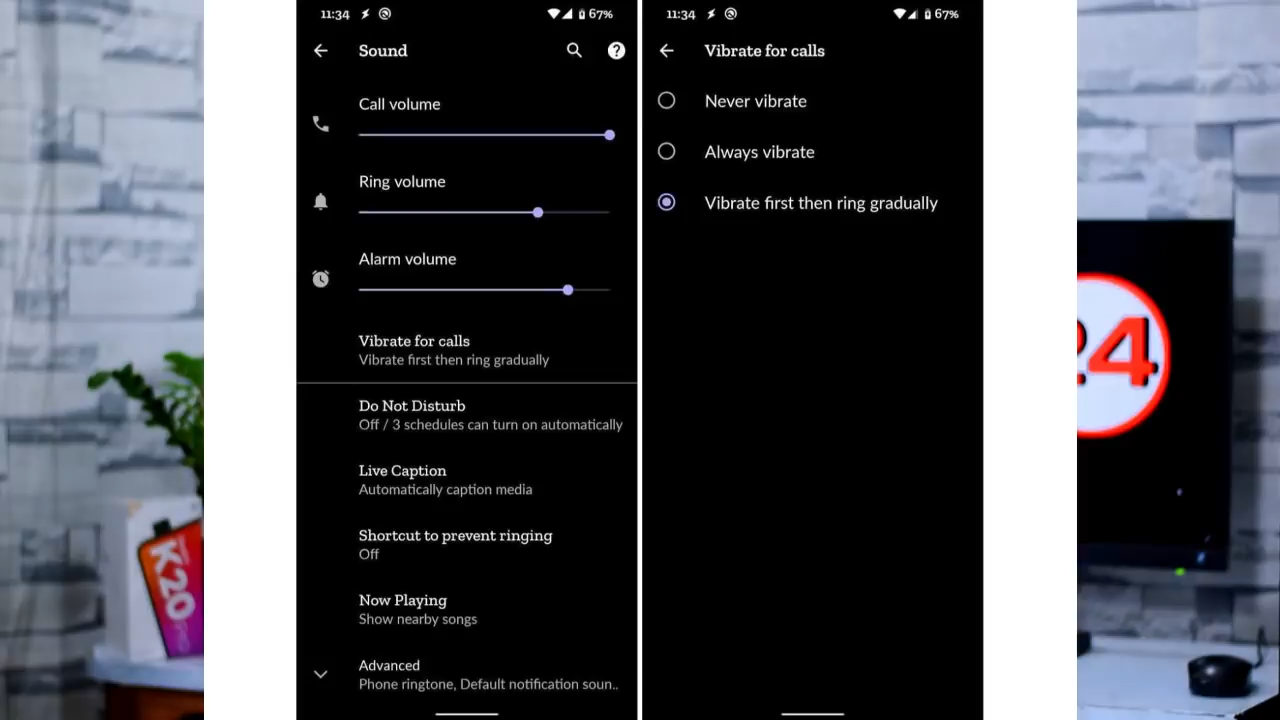 11:34
67%
Sound
?
Call volume
Ring volume
Alarm volume
Vibrate for calls
Vibrate first then ring gradually
Do Not Disturb
Off / 3 schedules can turn on automatically
Live Caption
Automatically caption media
Shortcut to prevent ringing
Off
Now Playing
Show nearby songs
Advanced
Phone ringtone, Default notification soun..
11:34
67%
Vibrate for calls
Never vibrate
Always vibrate
Vibrate first then ring gradually
K20
24